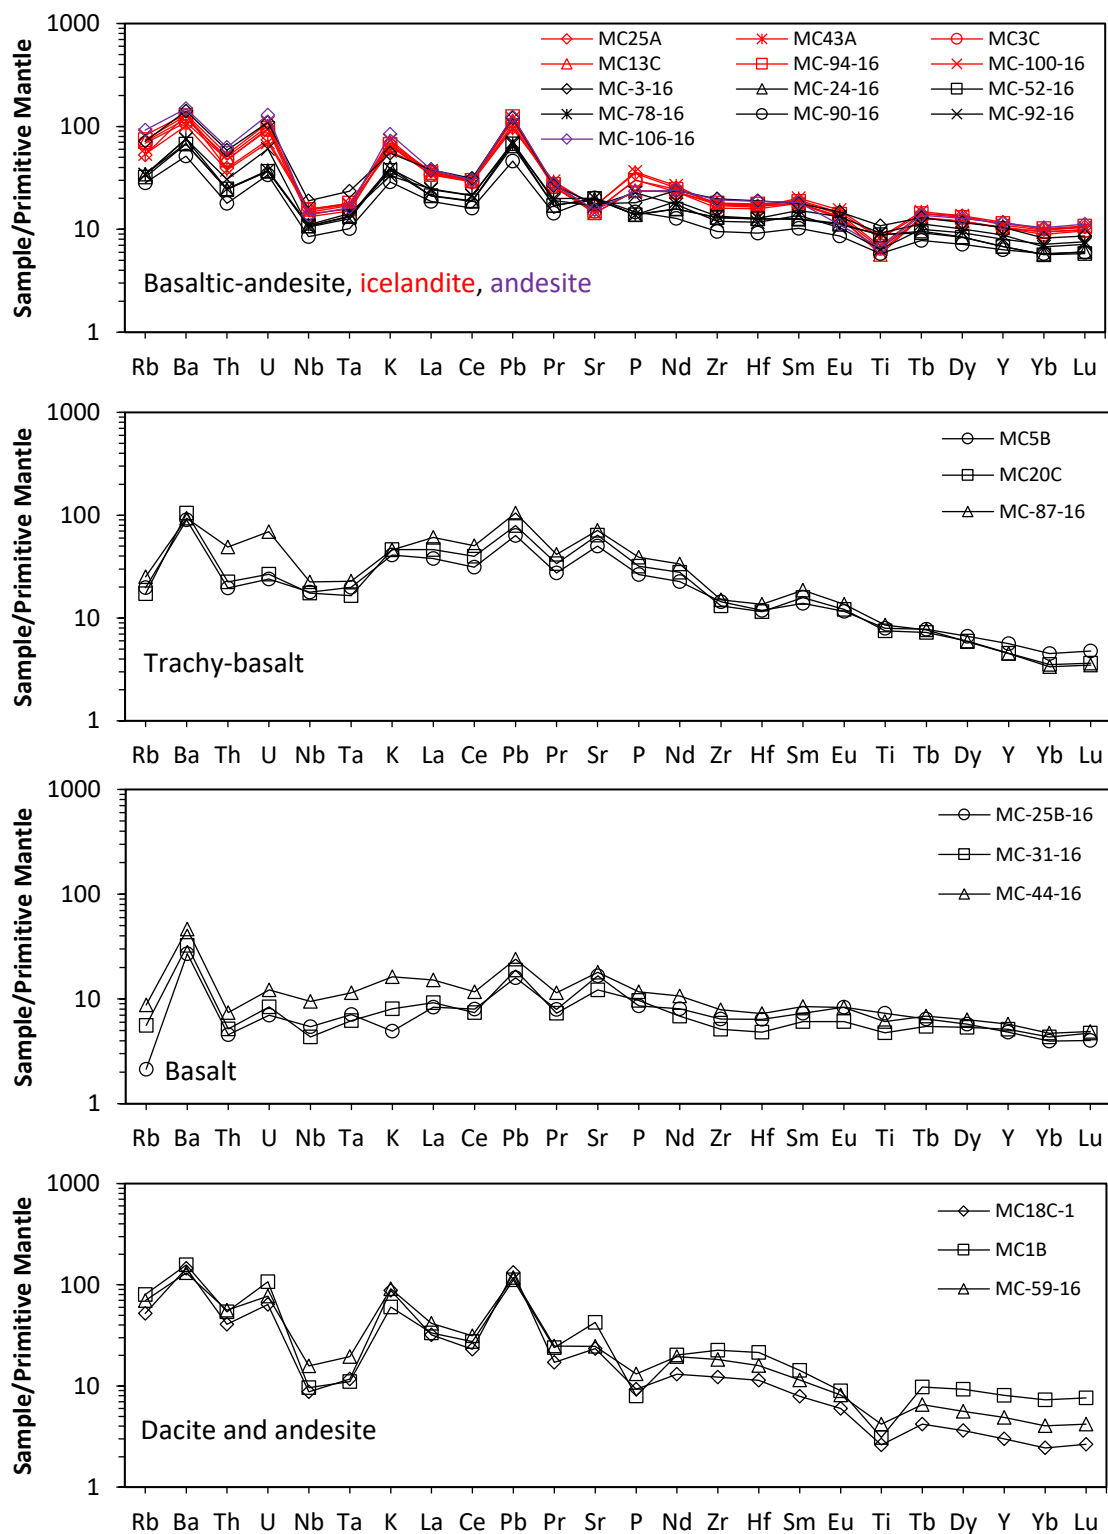 1000
100
10
1
Sample/Primitive Mantle
MC25A MC43A MC3C
MC13C MC-94-16 MC-100-16
MC-3-16 MC-24-16 MC-52-16
MC-78-16 MC-90-16 MC-92-16
MC-106-16
Basaltic-andesite, icelandite, andesite
Rb Ba Th U Nb Ta K La Ce Pb Pr Sr P Nd Zr Hf Sm Eu Ti Tb Dy Y Yb Lu
1000
100
10
1
Sample/Primitive Mantle
MC5B
MC20C
MC-87-16
Trachy-basalt
Rb Ba Th U Nb Ta K La Ce Pb Pr Sr P Nd Zr Hf Sm Eu Ti Tb Dy Y Yb Lu
1000
100
10
1
Sample/Primitive Mantle
MC-25B-16
MC-31-16
MC-44-16
Basalt
Rb Ba Th U Nb Ta K La Ce Pb Pr Sr P Nd Zr Hf Sm Eu Ti Tb Dy Y Yb Lu
1000
100
10
1
Sample/Primitive Mantle
MC18C-1
MC1B
MC-59-16
Dacite and andesite
Rb Ba Th U Nb Ta K La Ce Pb Pr Sr P Nd Zr Hf Sm Eu Ti Tb Dy Y Yb Lu